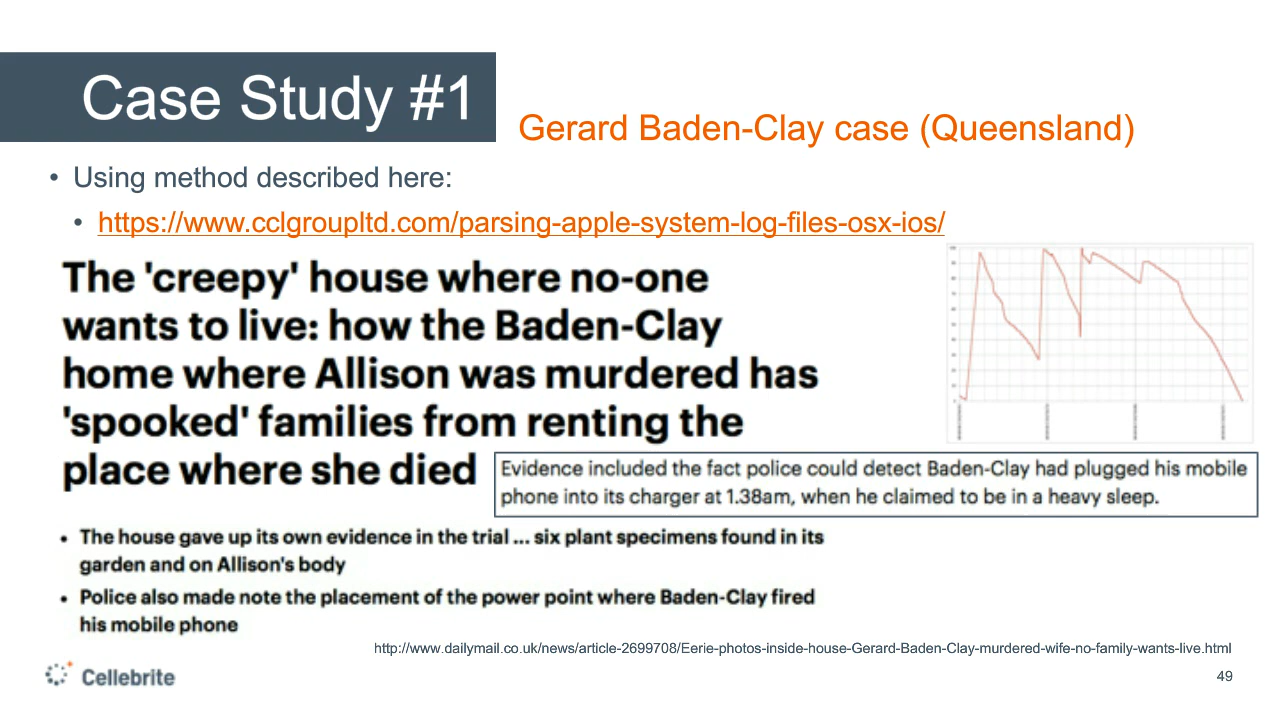 Case Study #1
Gerard Baden-Clay case (Queensland)
• Using method described here:
• https://www.cclgroupltd.com/parsing-apple-system-log-files-osx-ios/
The 'creepy' house where no-one
wants to live: how the Baden-Clay
home where Allison was murdered has
'spooked' families from renting the
place where she died
Evidence included the fact police could detect Baden-Clay had plugged his mobile
phone into its charger at 1.38am, when he claimed to be in a heavy sleep.
• The house gave up its own evidence in the trial ... six plant specimens found in its
garden and on Allison's body
• Police also made note the placement of the power point where Baden-Clay fired
his mobile phone
http://www.dailymail.co.uk/news/article-2699708/Eerie-photos-inside-house-Gerard-Baden-Clay-murdered-wife-no-family-wants-live.html
Cellebrite
49